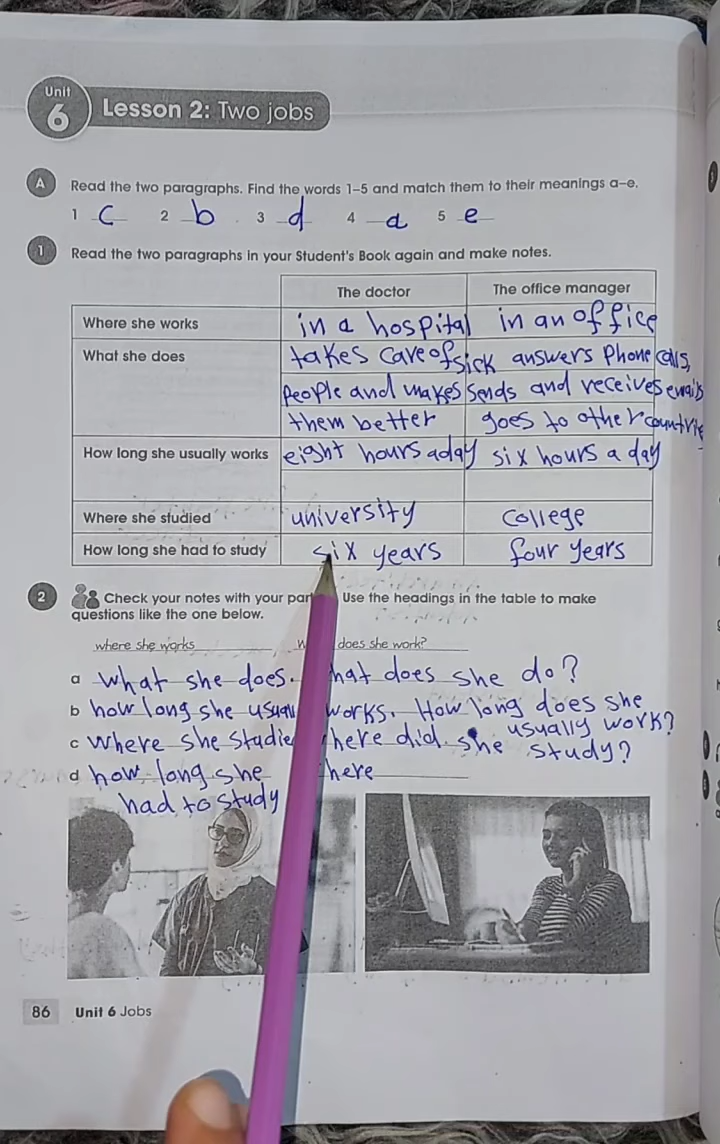 Unit
6
Lesson 2: Two jobs
A Read the two paragraphs. Find the words 1–5 and match them to their meanings a–e.
1 c 2 b 3 d 4 a 5 e
1 Read the two paragraphs in your Student's Book again and make notes.
The doctor The office manager
Where she works in a hospital in an office
What she does takes care of sick answers phone calls,
people and makes sends and receives emails
them better goes to other countries
How long she usually works eight hours a day six hours a day
Where she studied university college
How long she had to study six years four years
2 Check your notes with your Use the headings in the table to make
questions like the one below.
where she works does she work?
a what she does. hat does she do?
b how long she works. How long does she
usually work?
c where she here did she study?
d how long she here
had to study
86 Unit 6 Jobs